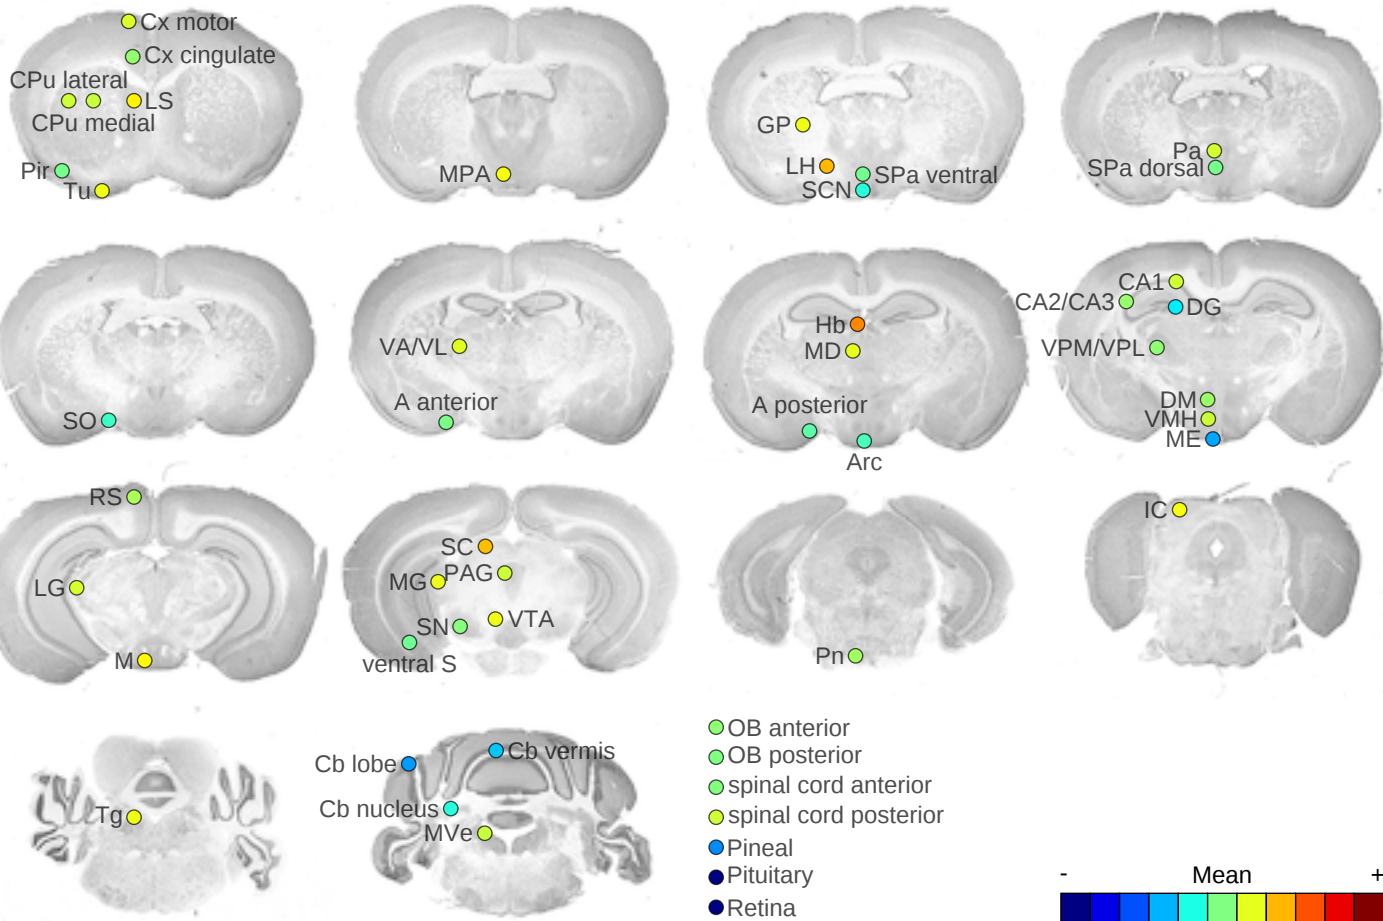 Cx motor
Cx cingulate
CPu lateral
LS
CPu medial
Pir
Tu
MPA
GP
LH
SPa ventral
SCN
Pa
SPa dorsal
SO
VA/VL
A anterior
Hb
MD
A posterior
Arc
CA1
CA2/CA3
DG
VPM/VPL
DM
VMH
ME
RS
LG
M
SC
PAG
MG
VTA
SN
ventral S
Pn
IC
Tg
Cb vermis
Cb lobe
Cb nucleus
MVe
OB anterior
OB posterior
spinal cord anterior
spinal cord posterior
Pineal
Pituitary
Retina
- Mean +